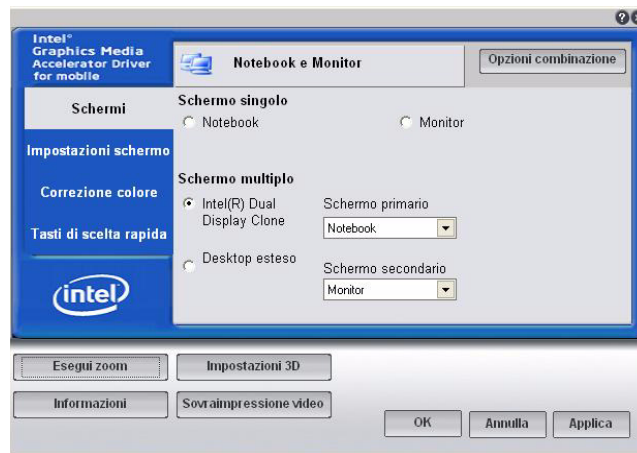 Intel®
Graphics Media
Accelerator Driver
for mobile
Notebook e Monitor
Opzioni combinazione
Schermi
Impostazioni schermo
Correzione colore
Tasti di scelta rapida
intel
Schermo singolo
Notebook
Monitor
Schermo multiplo
Intel(R) Dual
Display Clone
Schermo primario
Notebook
Desktop esteso
Schermo secondario
Monitor
Esegui zoom
Impostazioni 3D
Informazioni
Sovraimpressione video
OK
Annulla
Applica